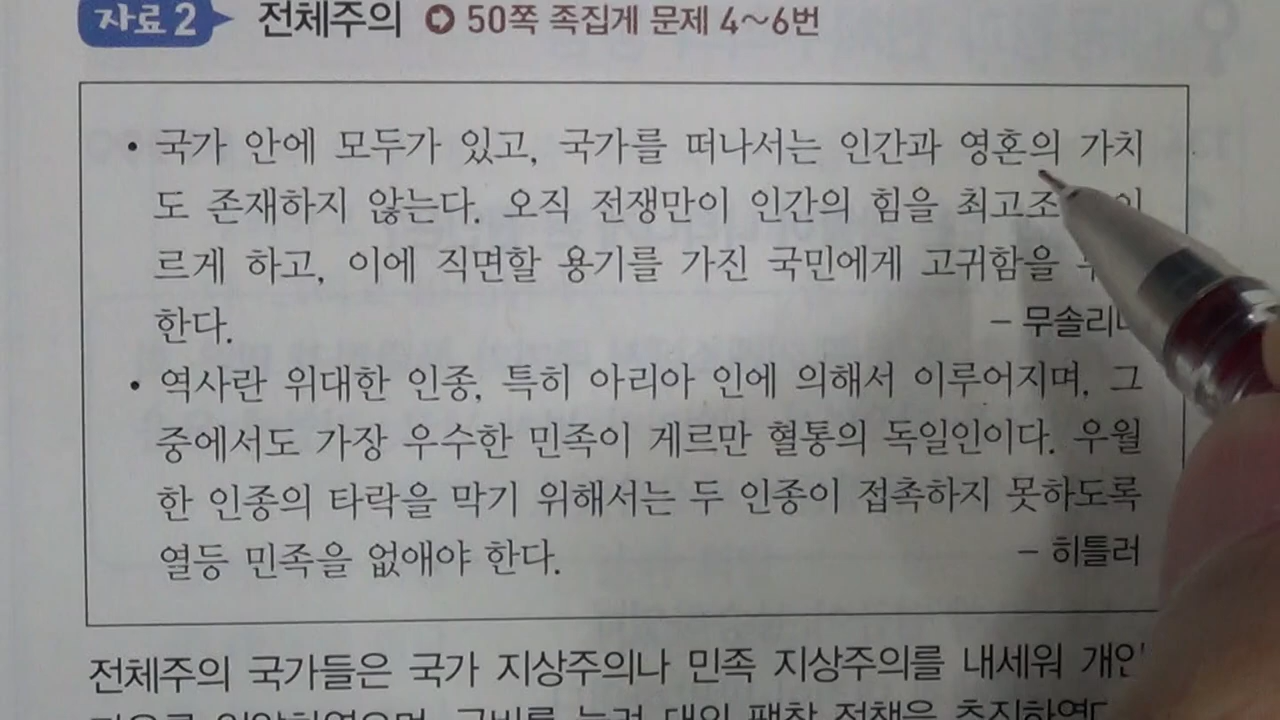 자료 2 전체주의 ➲ 50쪽 족집게 문제 4~6번
• 국가 안에 모두가 있고, 국가를 떠나서는 인간과 영혼의 가치
도 존재하지 않는다. 오직 전쟁만이 인간의 힘을 최고조
르게 하고, 이에 직면할 용기를 가진 국민에게 고귀함을
한다. - 무솔리
• 역사란 위대한 인종, 특히 아리아 인에 의해서 이루어지며, 그
중에서도 가장 우수한 민족이 게르만 혈통의 독일인이다. 우월
한 인종의 타락을 막기 위해서는 두 인종이 접촉하지 못하도록
열등 민족을 없애야 한다. - 히틀러
전체주의 국가들은 국가 지상주의나 민족 지상주의를 내세워 개인